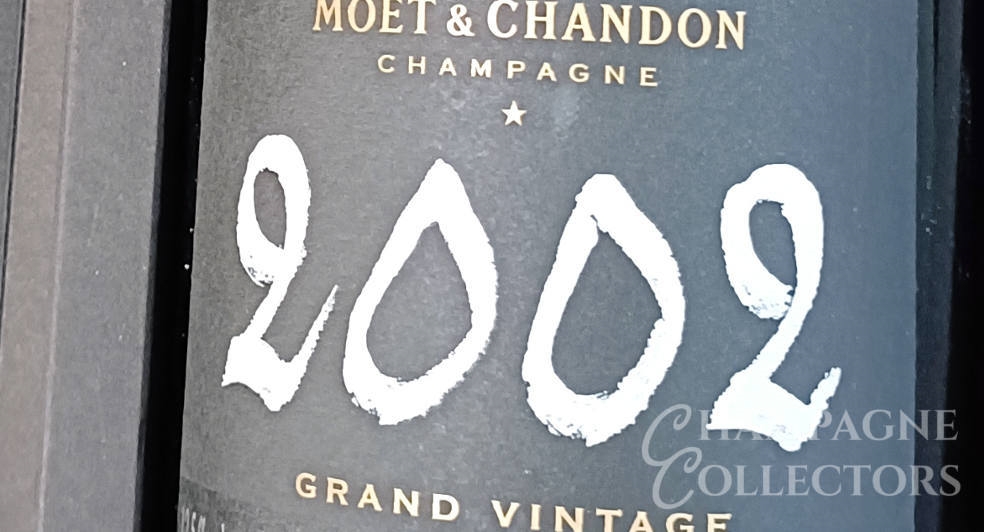 MOËT & CHANDON
CHAMPAGNE
2002
GRAND VINTAGE
CHAMPAGNE
COLLECTORS